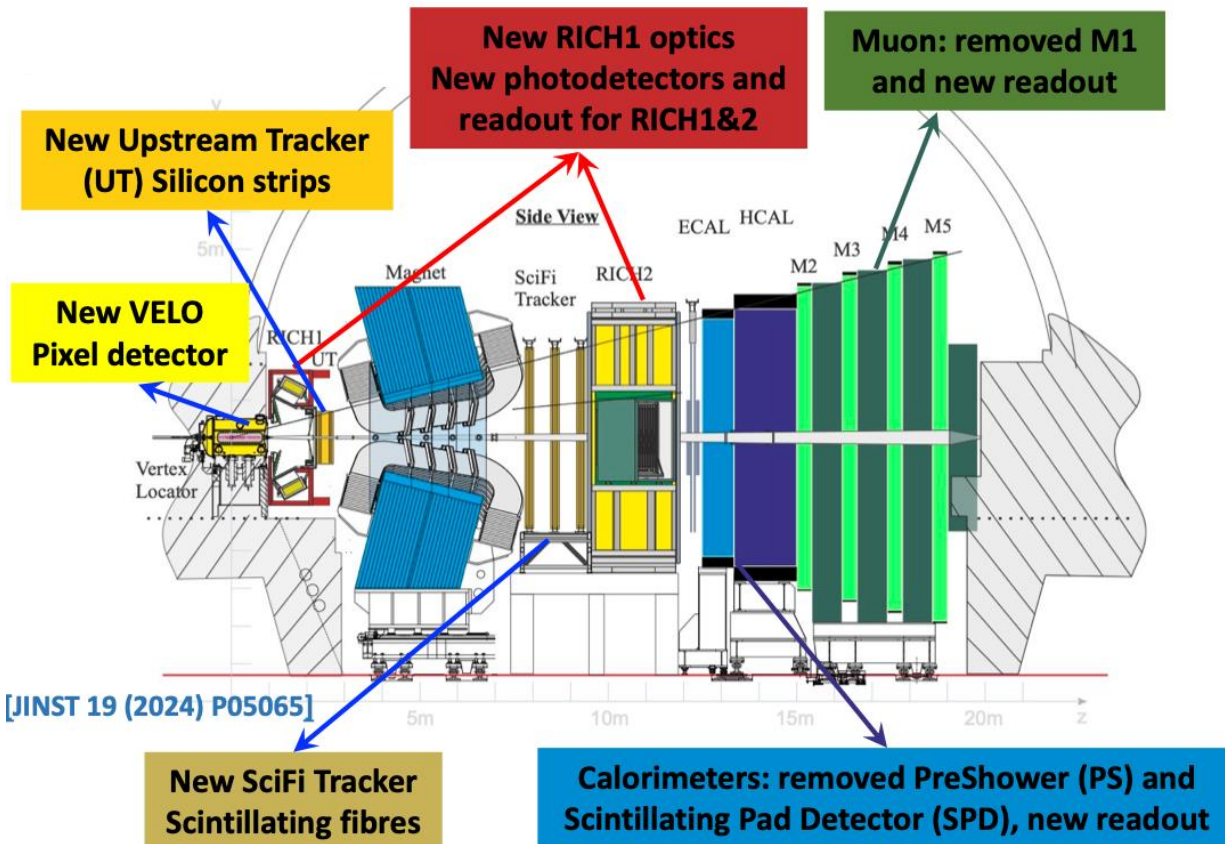 New RICH1 optics
New photodetectors and
readout for RICH1&2
Muon: removed M1
and new readout
New Upstream Tracker
(UT) Silicon strips
y
5m
Side View
ECAL
HCAL
M5
M4
M3
M2
Magnet
SciFi
Tracker
RICH2
New VELO
Pixel detector
RICH1
UT
Vertex
Locator
[JINST 19 (2024) P05065]
5m
10m
15m
20m
z
New SciFi Tracker
Scintillating fibres
Calorimeters: removed PreShower (PS) and
Scintillating Pad Detector (SPD), new readout